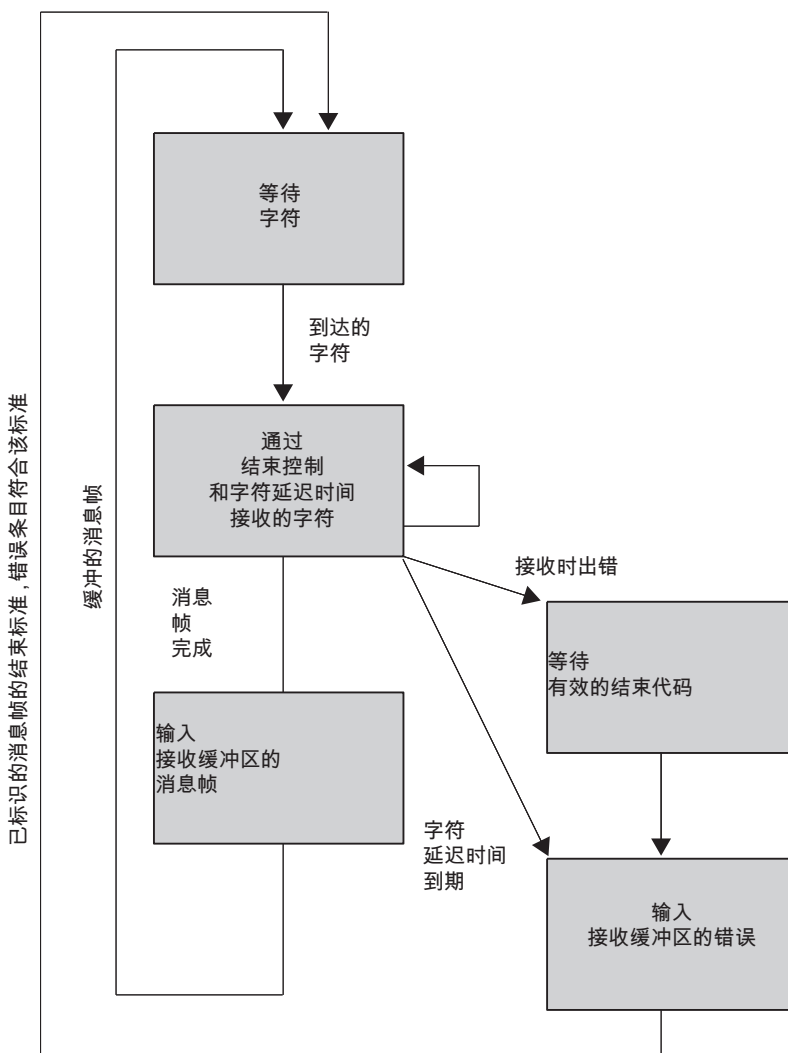 等待
字符
到达的
字符
通过
结束控制
和字符延迟时间
接收的字符
接收时出错
消息
帧
完成
等待
有效的结束代码
输入
接收缓冲区的
消息帧
字符
延迟时间
到期
输入
接收缓冲区的错误
缓冲的消息帧
已标识的消息帧的结束标准,错误条目符合该标准